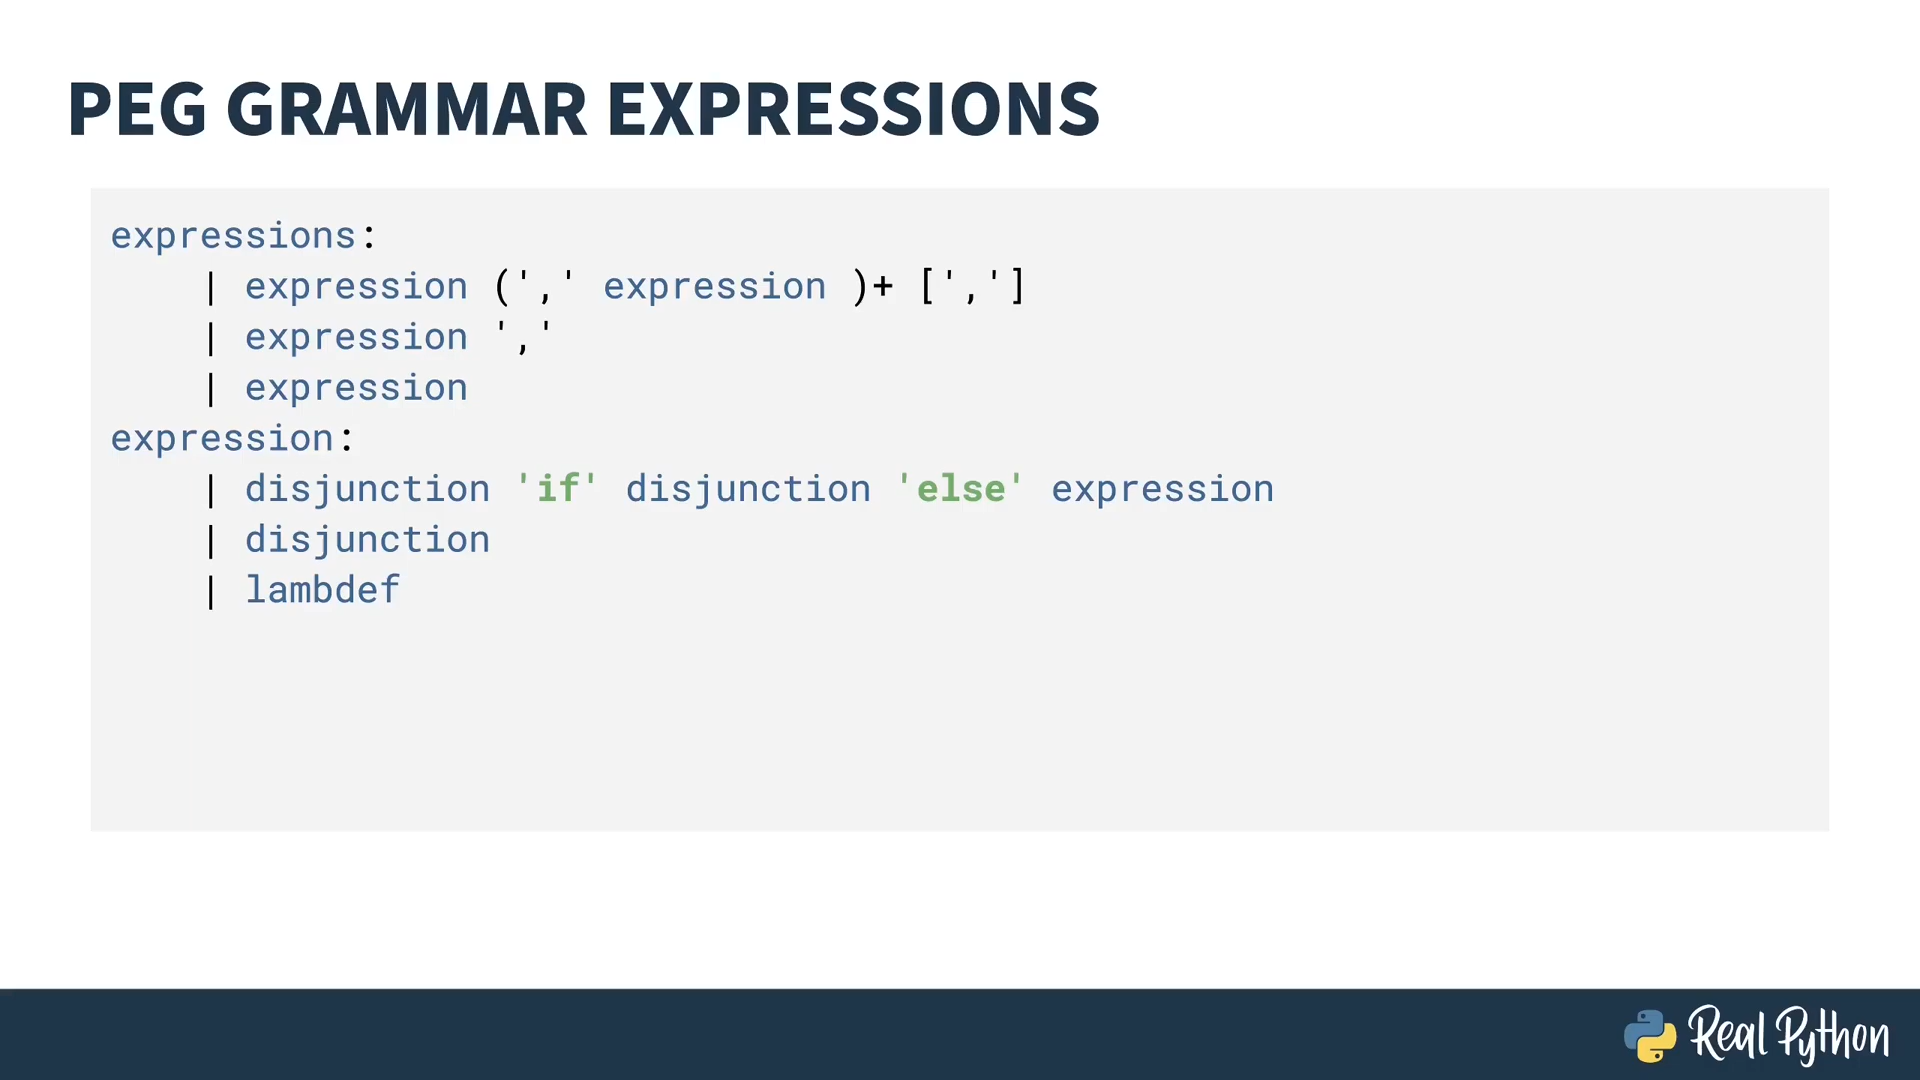 PEG GRAMMAR EXPRESSIONS
expressions:
    | expression (',' expression )+ [',']
    | expression ','
    | expression
expression:
    | disjunction 'if' disjunction 'else' expression
    | disjunction
    | lambdef
Real Python